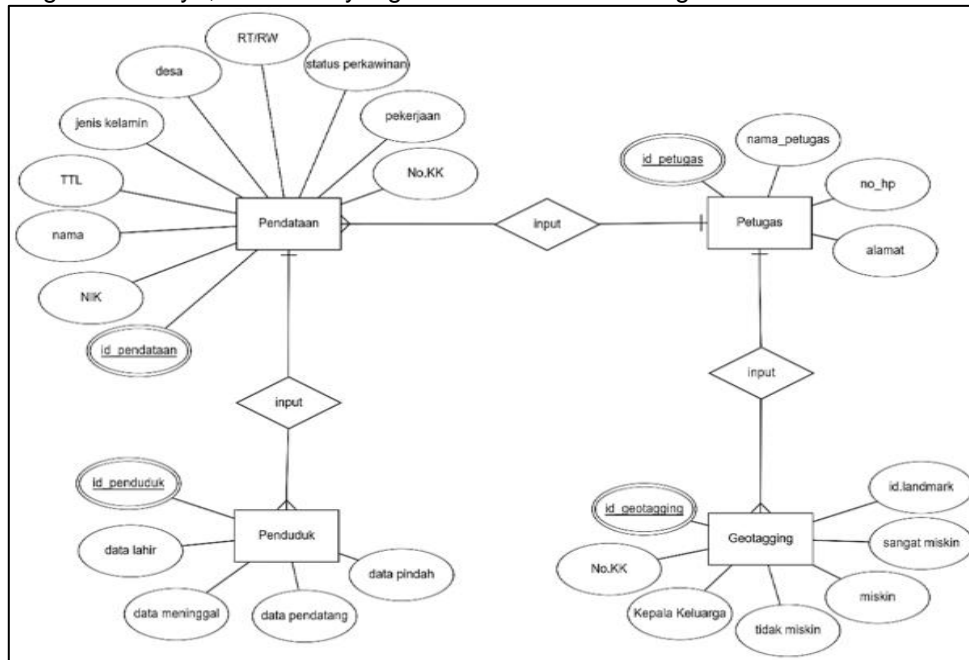 RT/RW
status perkawinan
desa
pekerjaan
jenis kelamin
No.KK
TTL
nama
NIK
id_pendataan
Pendataan
input
id_petugas
nama_petugas
no_hp
alamat
Petugas
input
input
id_penduduk
data lahir
data meninggal
data pendatang
data pindah
Penduduk
id_geotagging
No.KK
Kepala Keluarga
tidak miskin
miskin
sangat miskin
id.landmark
Geotagging